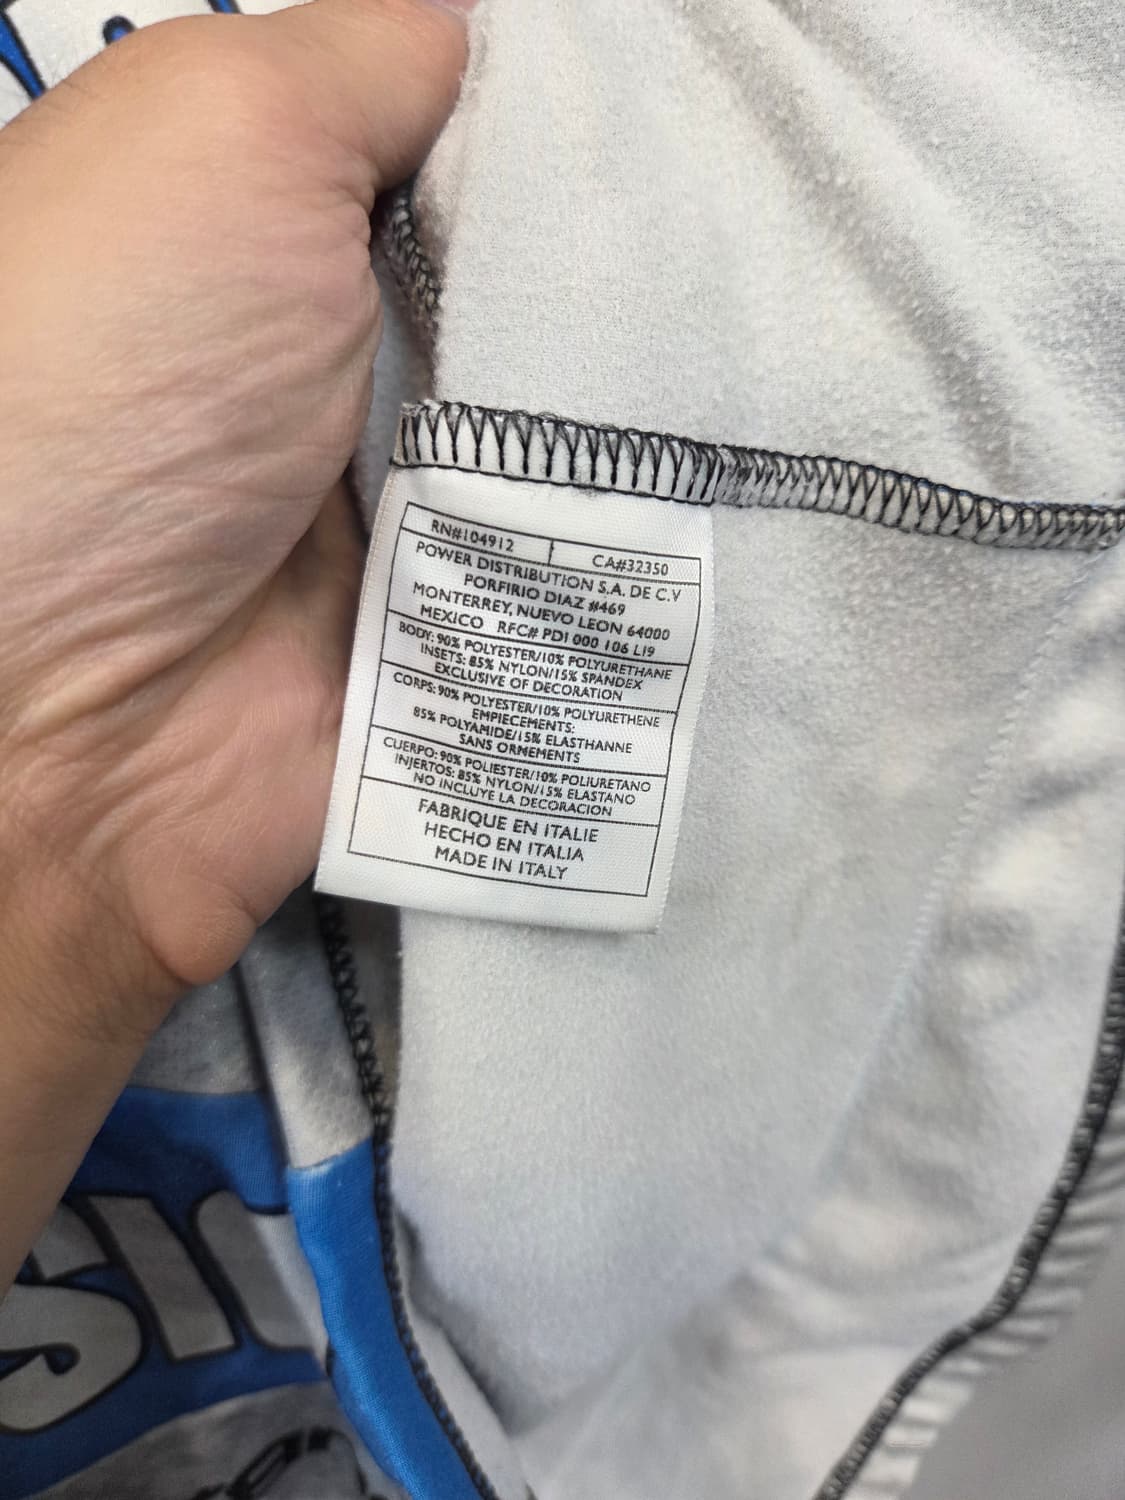 RN#104912 CA#32350
POWER DISTRIBUTION S.A. DE C.V
PORFIRIO DIAZ #469
MONTERREY, NUEVO LEON 64000
MEXICO RFC# PD1 000 106 L19
BODY: 90% POLYESTER/10% POLYURETHANE
INSETS: 85% NYLON/15% SPANDEX
EXCLUSIVE OF DECORATION
CORPS: 90% POLYESTER/10% POLYURETHENE
EMPIECEMENTS:
85% POLYAMIDE/15% ELASTHANNE
SANS ORMEMENTS
CUERPO: 90% POLIESTER/10% POLIURETANO
INJERTOS: 85% NYLON/15% ELASTANO
NO INCLUYE LA DECORACION
FABRIQUE EN ITALIE
HECHO EN ITALIA
MADE IN ITALY